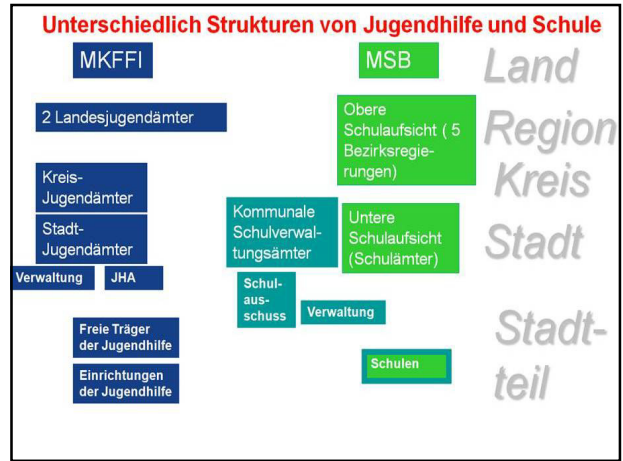 Unterschiedlich Strukturen von Jugendhilfe und Schule
MKFFI
MSB
Land
2 Landesjugendämter
Obere
Schulaufsicht ( 5
Bezirksregie-
rungen)
Region
Kreis-
Jugendämter
Kreis
Stadt-
Jugendämter
Kommunale
Schulverwal-
tungsämter
Untere
Schulaufsicht
(Schulämter)
Stadt
Verwaltung
JHA
Schul-
aus-
schuss
Verwaltung
Freie Träger
der Jugendhilfe
Einrichtungen
der Jugendhilfe
Schulen
Stadt-
teil